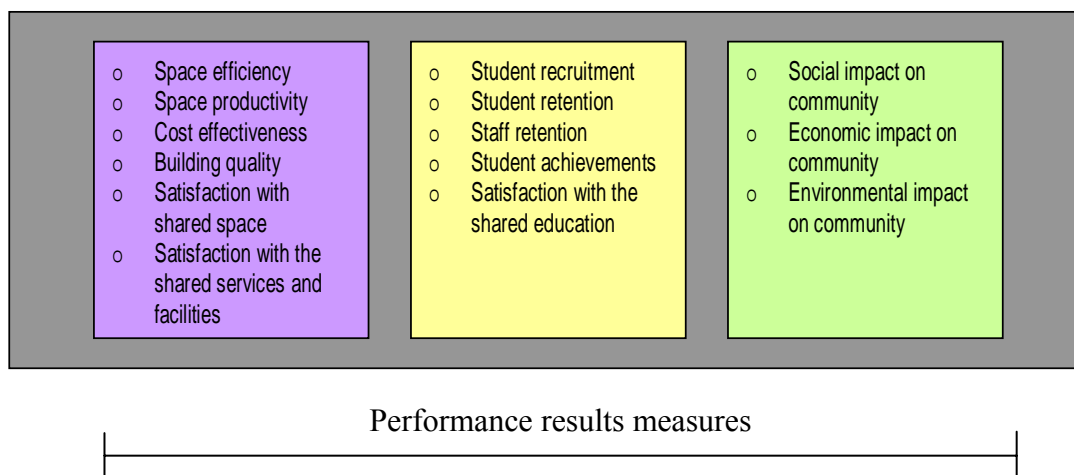 o Space efficiency
o Space productivity
o Cost effectiveness
o Building quality
o Satisfaction with
shared space
o Satisfaction with the
shared services and
facilities
o Student recruitment
o Student retention
o Staff retention
o Student achievements
o Satisfaction with the
shared education
o Social impact on
community
o Economic impact on
community
o Environmental impact
on community
Performance results measures